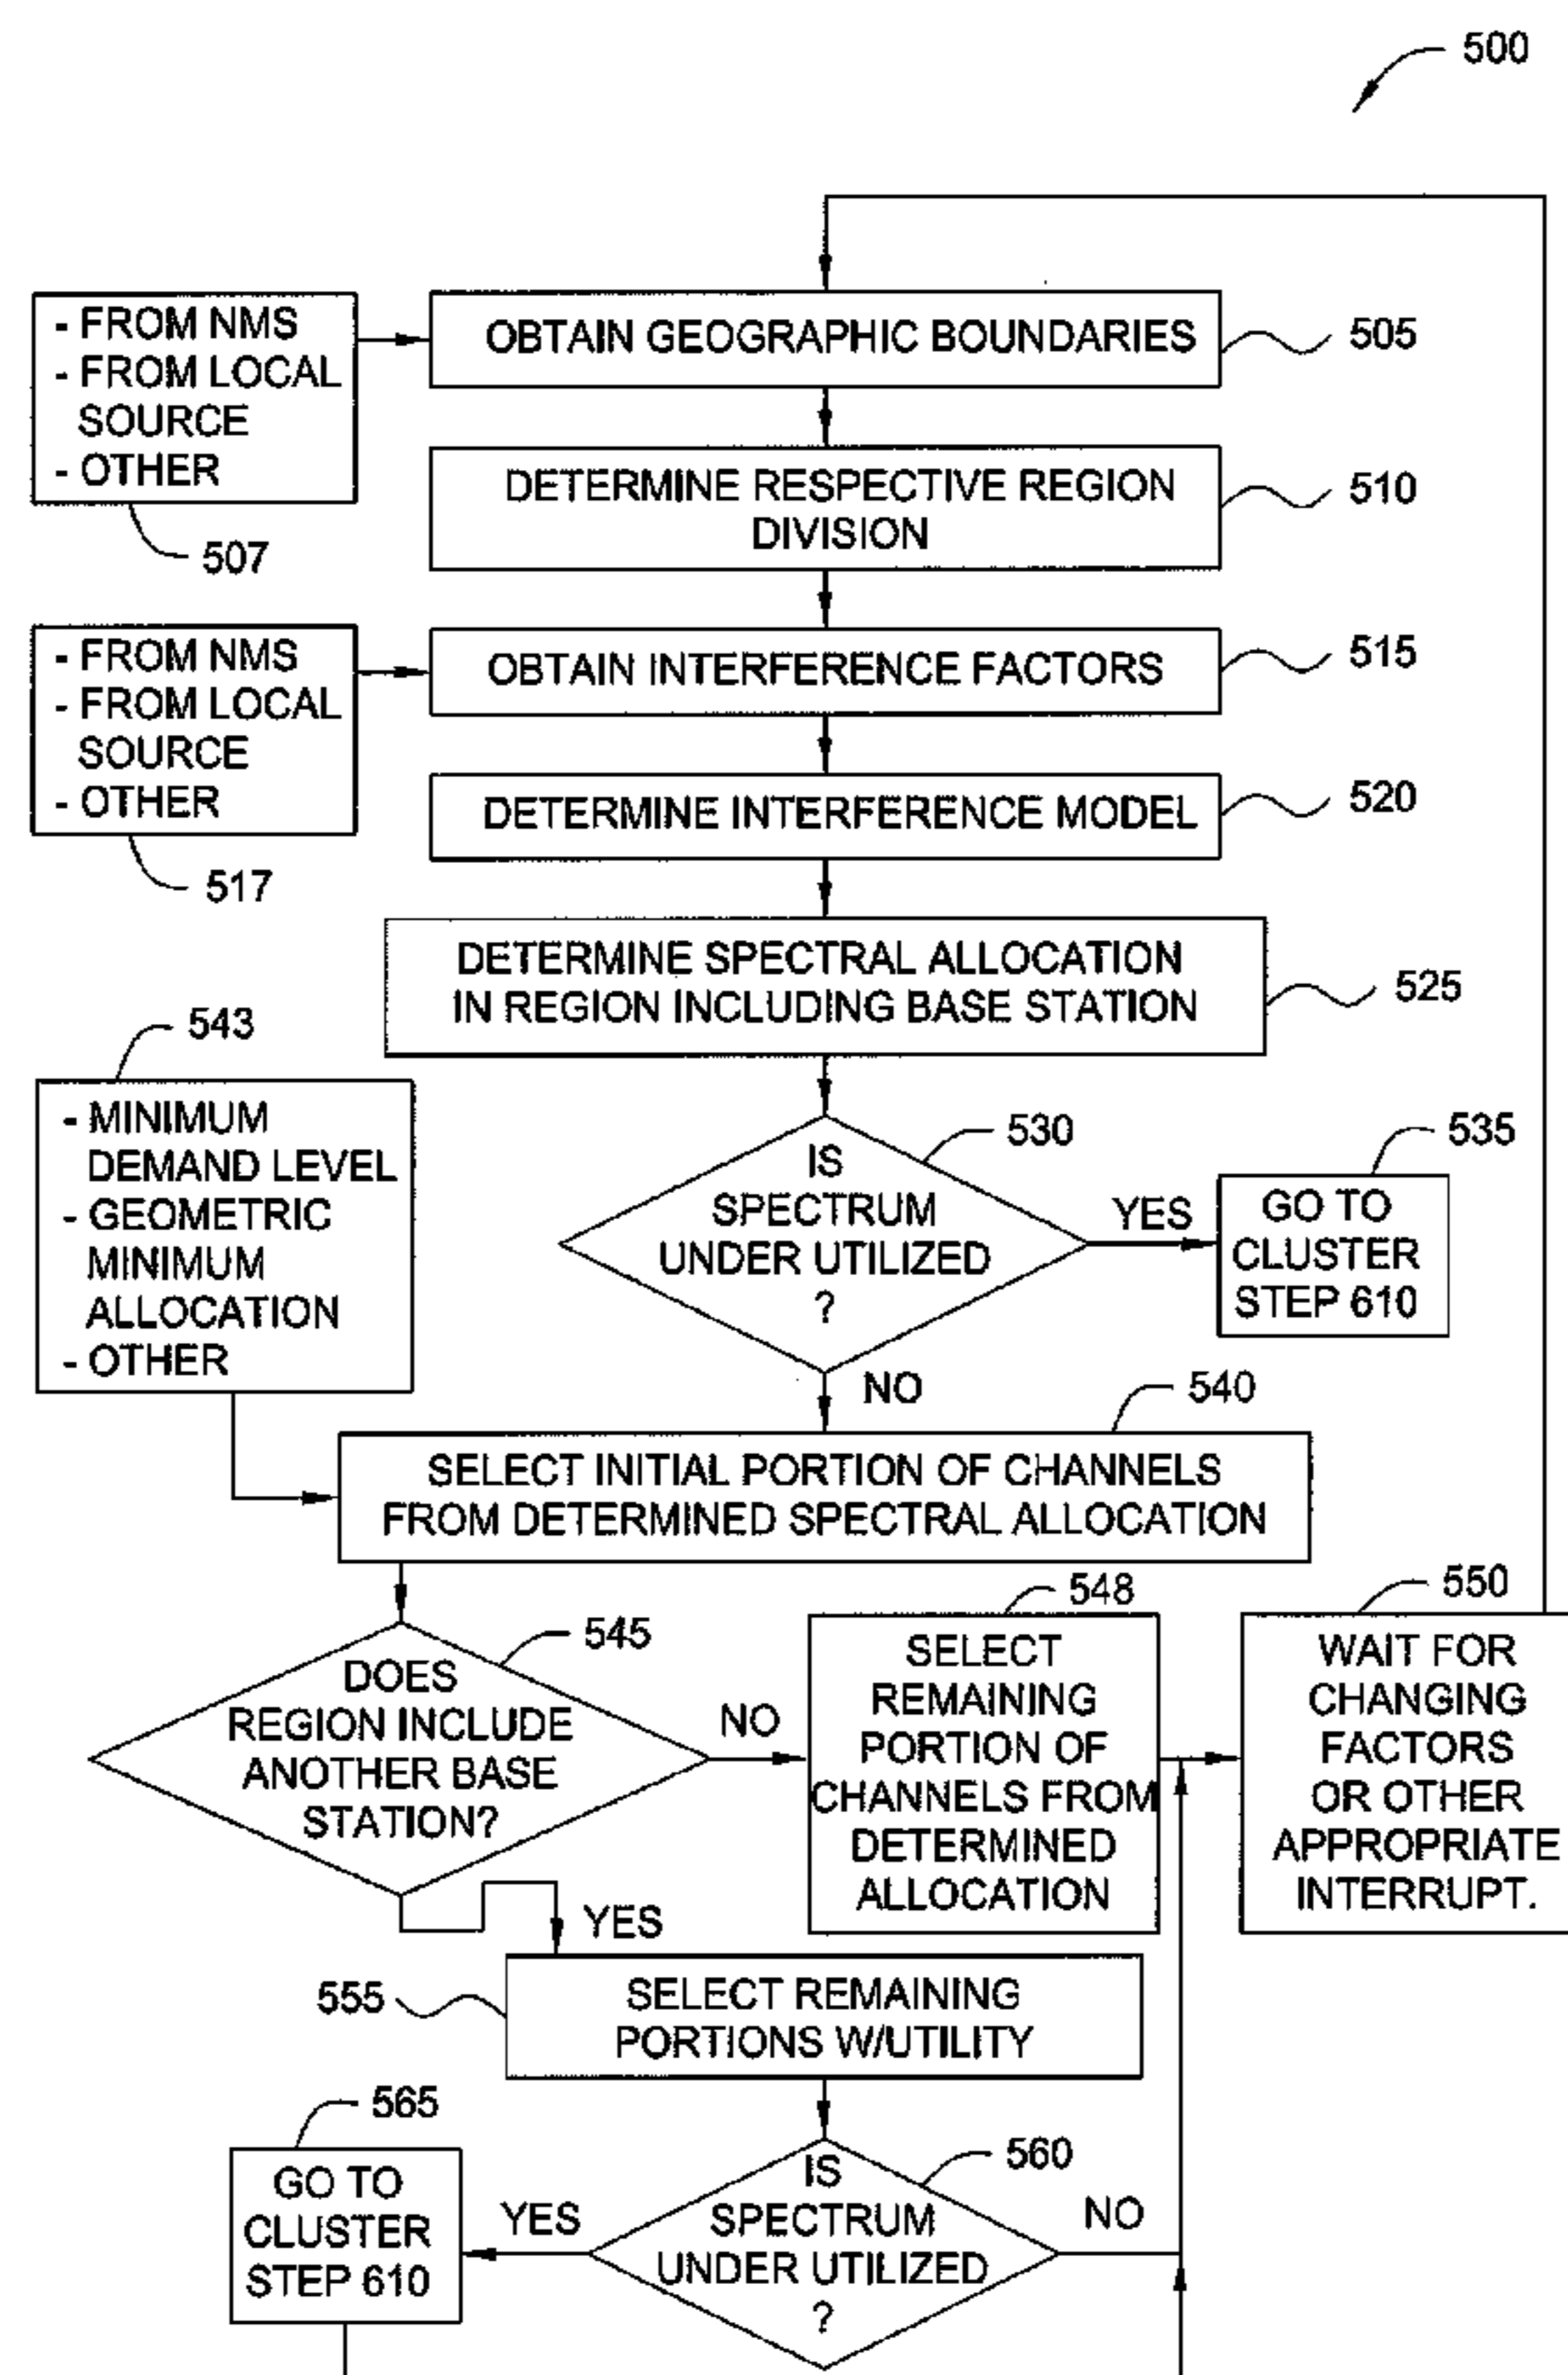 500
- FROM NMS
- FROM LOCAL
SOURCE
- OTHER
507
OBTAIN GEOGRAPHIC BOUNDARIES
505
DETERMINE RESPECTIVE REGION
DIVISION
510
- FROM NMS
- FROM LOCAL
SOURCE
- OTHER
517
OBTAIN INTERFERENCE FACTORS
515
DETERMINE INTERFERENCE MODEL
520
DETERMINE SPECTRAL ALLOCATION
IN REGION INCLUDING BASE STATION
525
543
- MINIMUM
DEMAND LEVEL
- GEOMETRIC
MINIMUM
ALLOCATION
- OTHER
530
IS
SPECTRUM
UNDER UTILIZED
?
YES
535
GO TO
CLUSTER
STEP 610
NO
540
SELECT INITIAL PORTION OF CHANNELS
FROM DETERMINED SPECTRAL ALLOCATION
545
DOES
REGION INCLUDE
ANOTHER BASE
STATION?
NO
548
SELECT
REMAINING
PORTION OF
CHANNELS FROM
DETERMINED
ALLOCATION
550
WAIT FOR
CHANGING
FACTORS
OR OTHER
APPROPRIATE
INTERRUPT.
YES
555
SELECT REMAINING
PORTIONS W/UTILITY
565
GO TO
CLUSTER
STEP 610
YES
560
IS
SPECTRUM
UNDER UTILIZED
?
NO